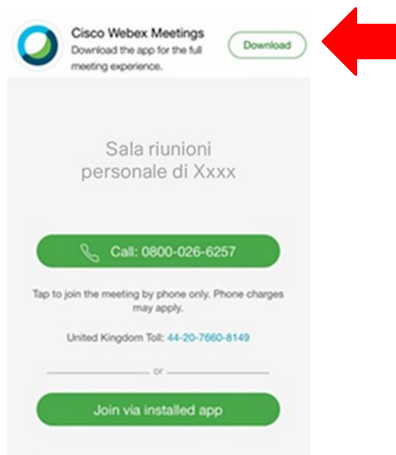 Cisco Webex Meetings
Download the app for the full
meeting experience.
Download
Sala riunioni
personale di Xxxx
Call: 0800-026-6257
Tap to join the meeting by phone only. Phone charges
may apply.
United Kingdom Toll: 44-20-7660-8149
or
Join via installed app